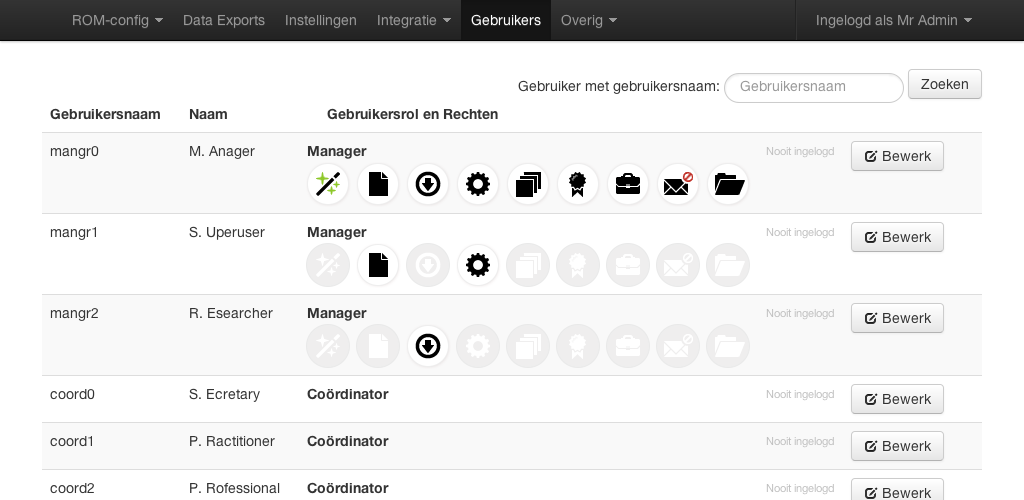 ROM-config Data Exports Instellingen Integratie Gebruikers Overig Ingelogd als Mr Admin
Gebruiker met gebruikersnaam: Gebruikersnaam Zoeken
Gebruikersnaam Naam Gebruikersrol en Rechten
mangr0 M. Anager Manager Nooit ingelogd Bewerk
mangr1 S. Uperuser Manager Nooit ingelogd Bewerk
mangr2 R. Esearcher Manager Nooit ingelogd Bewerk
coord0 S. Ecretary Coördinator Nooit ingelogd Bewerk
coord1 P. Ractitioner Coördinator Nooit ingelogd Bewerk
coord2 P. Rofessional Coördinator Nooit ingelogd Bewerk